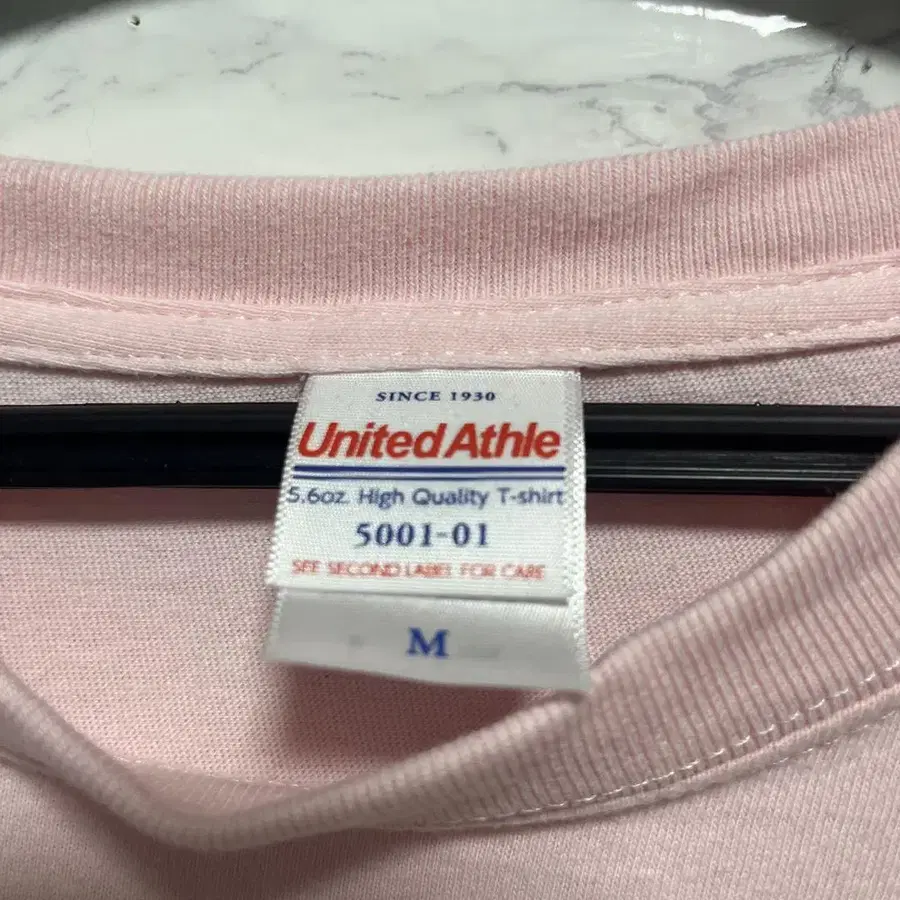 SINCE 1930
United Athle
5.6oz. High Quality T-shirt
5001-01
SEE SECOND LABEL FOR CARE
M